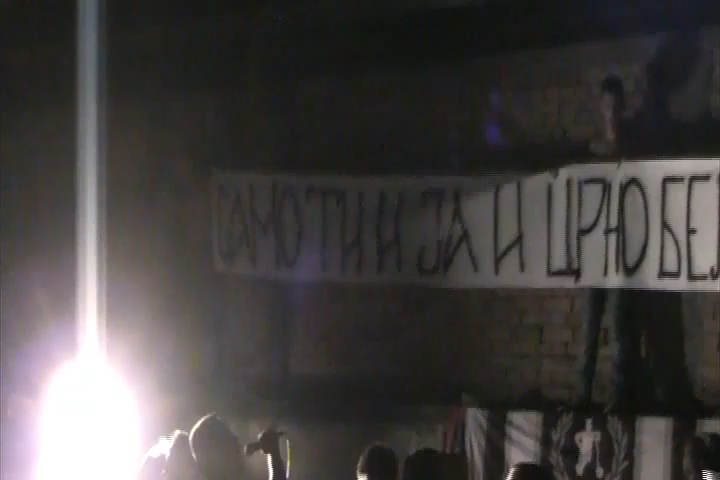 САМО ТИ И ЈА И ЦРНО БЕЛ